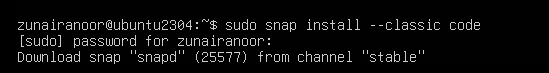 zunairanoor@ubuntu2304:~$ sudo snap install --classic code
[sudo] password for zunairanoor:
Download snap "snapd" (25577) from channel "stable"